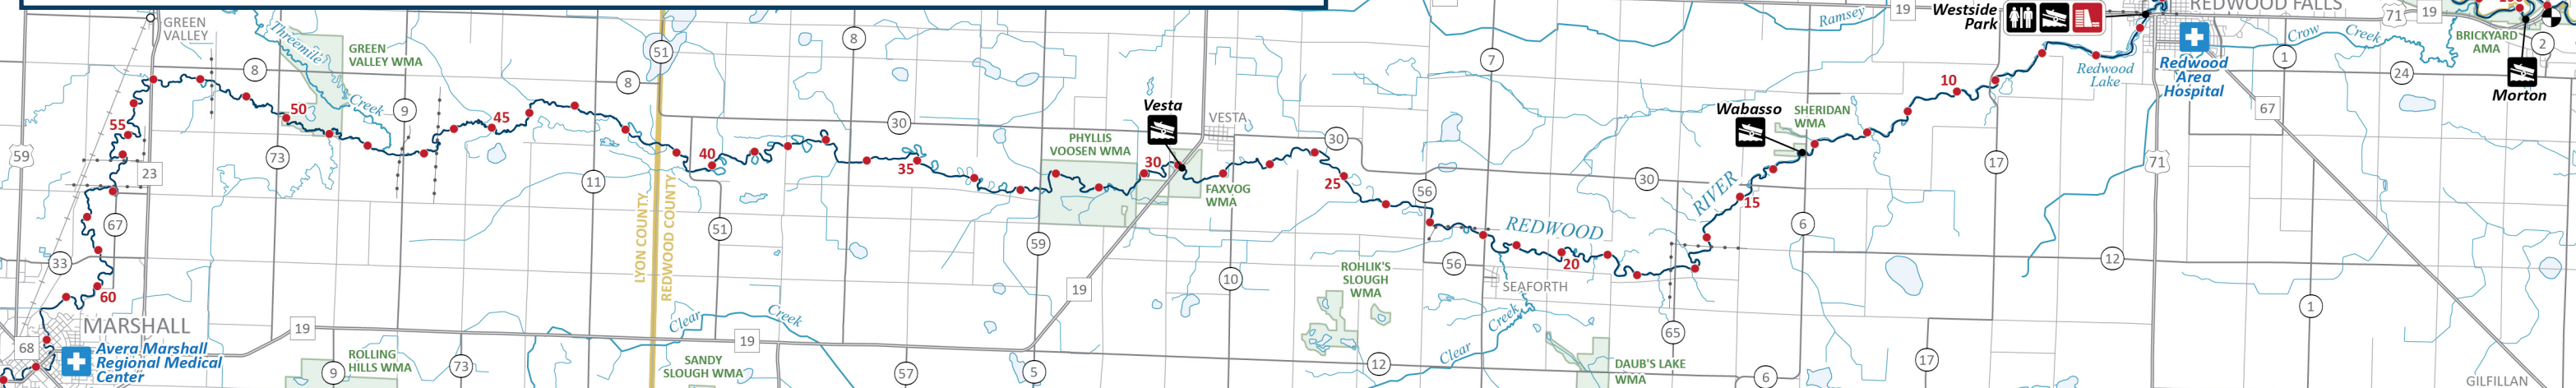 GREEN
VALLEY
Threemile
Creek
GREEN
VALLEY WMA
8
9
50
45
55
59
23
73
67
33
60
MARSHALL
68
Avera Marshall
Regional Medical
Center
19
9
ROLLING
HILLS WMA
73
11
8
51
LYON COUNTY
REDWOOD COUNTY
40
51
8
30
35
Clear
Creek
19
SANDY
SLOUGH WMA
57
5
59
PHYLLIS
VOOSEN WMA
Vesta
VESTA
30
FAXVOG
WMA
19
10
30
25
56
7
REDWOOD
RIVER
20
56
SEAFORTH
ROHLIK'S
SLOUGH
WMA
Clear
Creek
12
DAUB'S LAKE
WMA
65
6
30
15
Wabasso
SHERIDAN
WMA
6
10
17
17
12
Ramsey
19
Westside
Park
REDWOOD FALLS
Redwood
Lake
Redwood
Area
Hospital
71
67
Crow
Creek
1
71
19
24
BRICKYARD
AMA
2
Morton
1
GILFILLAN